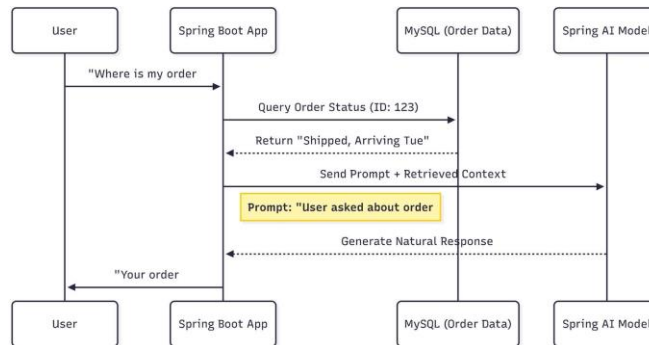 User
Spring Boot App
MySQL (Order Data)
Spring AI Model
"Where is my order
Query Order Status (ID: 123)
Return "Shipped, Arriving Tue"
Send Prompt + Retrieved Context
Prompt: "User asked about order
Generate Natural Response
"Your order
User
Spring Boot App
MySQL (Order Data)
Spring AI Model